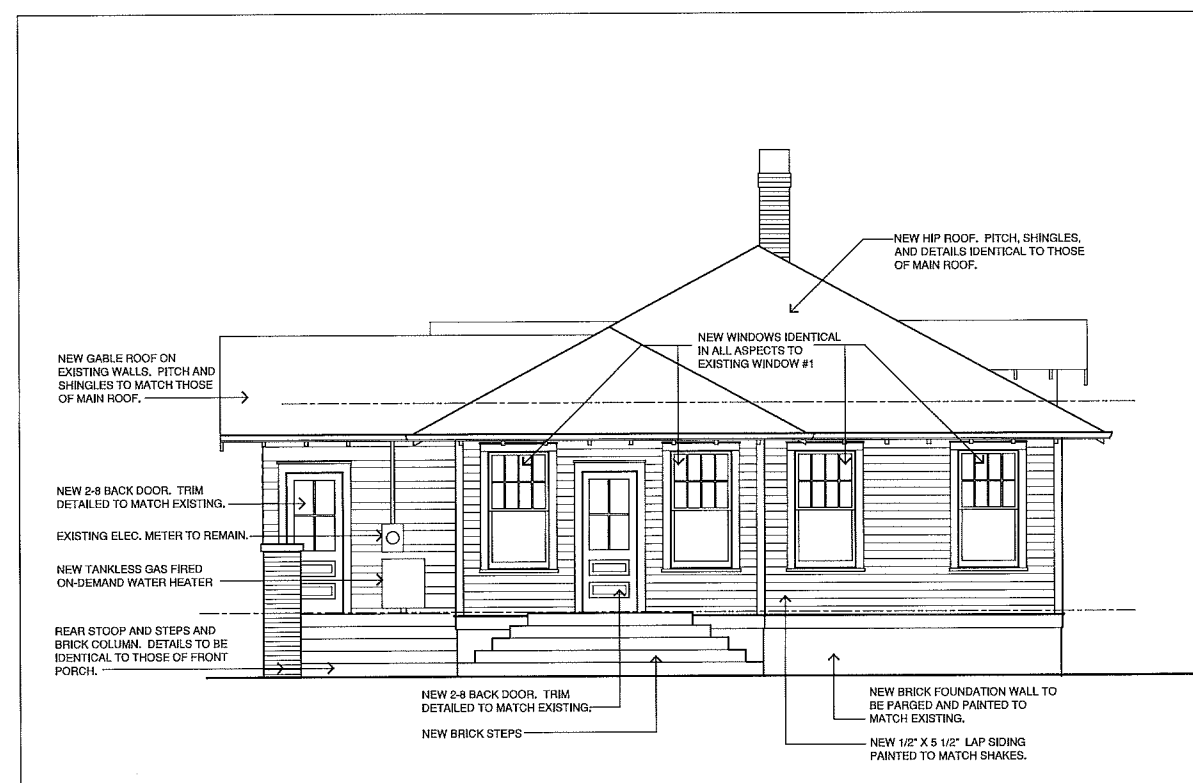 NEW HIP ROOF. PITCH, SHINGLES,
AND DETAILS IDENTICAL TO THOSE
OF MAIN ROOF.
NEW WINDOWS IDENTICAL
IN ALL ASPECTS TO
EXISTING WINDOW #1
NEW GABLE ROOF ON
EXISTING WALLS. PITCH AND
SHINGLES TO MATCH THOSE
OF MAIN ROOF.
NEW 2-8 BACK DOOR. TRIM
DETAILED TO MATCH EXISTING.
EXISTING ELEC. METER TO REMAIN.
NEW TANKLESS GAS FIRED
ON-DEMAND WATER HEATER
REAR STOOP AND STEPS AND
BRICK COLUMN. DETAILS TO BE
IDENTICAL TO THOSE OF FRONT
PORCH.
NEW 2-8 BACK DOOR. TRIM
DETAILED TO MATCH EXISTING.
NEW BRICK STEPS
NEW BRICK FOUNDATION WALL TO
BE PARGED AND PAINTED TO
MATCH EXISTING.
NEW 1/2" X 5 1/2" LAP SIDING
PAINTED TO MATCH SHAKES.